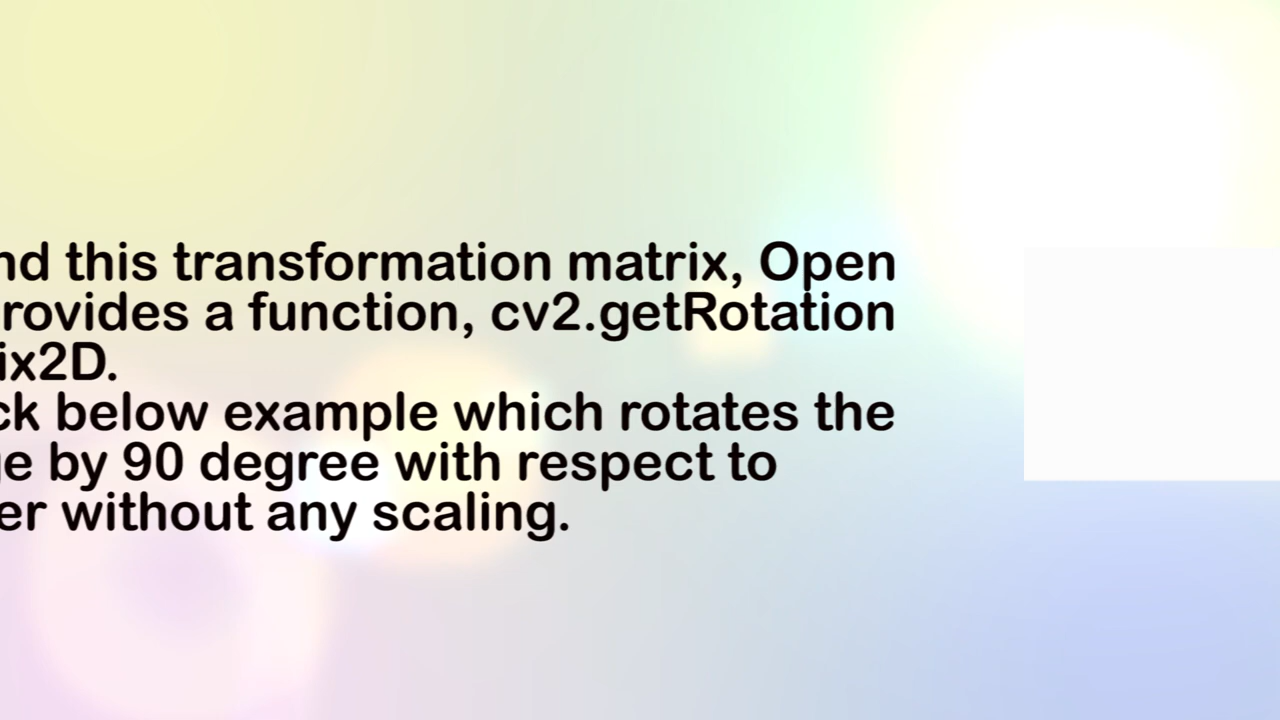 nd this transformation matrix, Open
rovides a function, cv2.getRotation
ix2D.
ck below example which rotates the
e by 90 degree with respect to
er without any scaling.